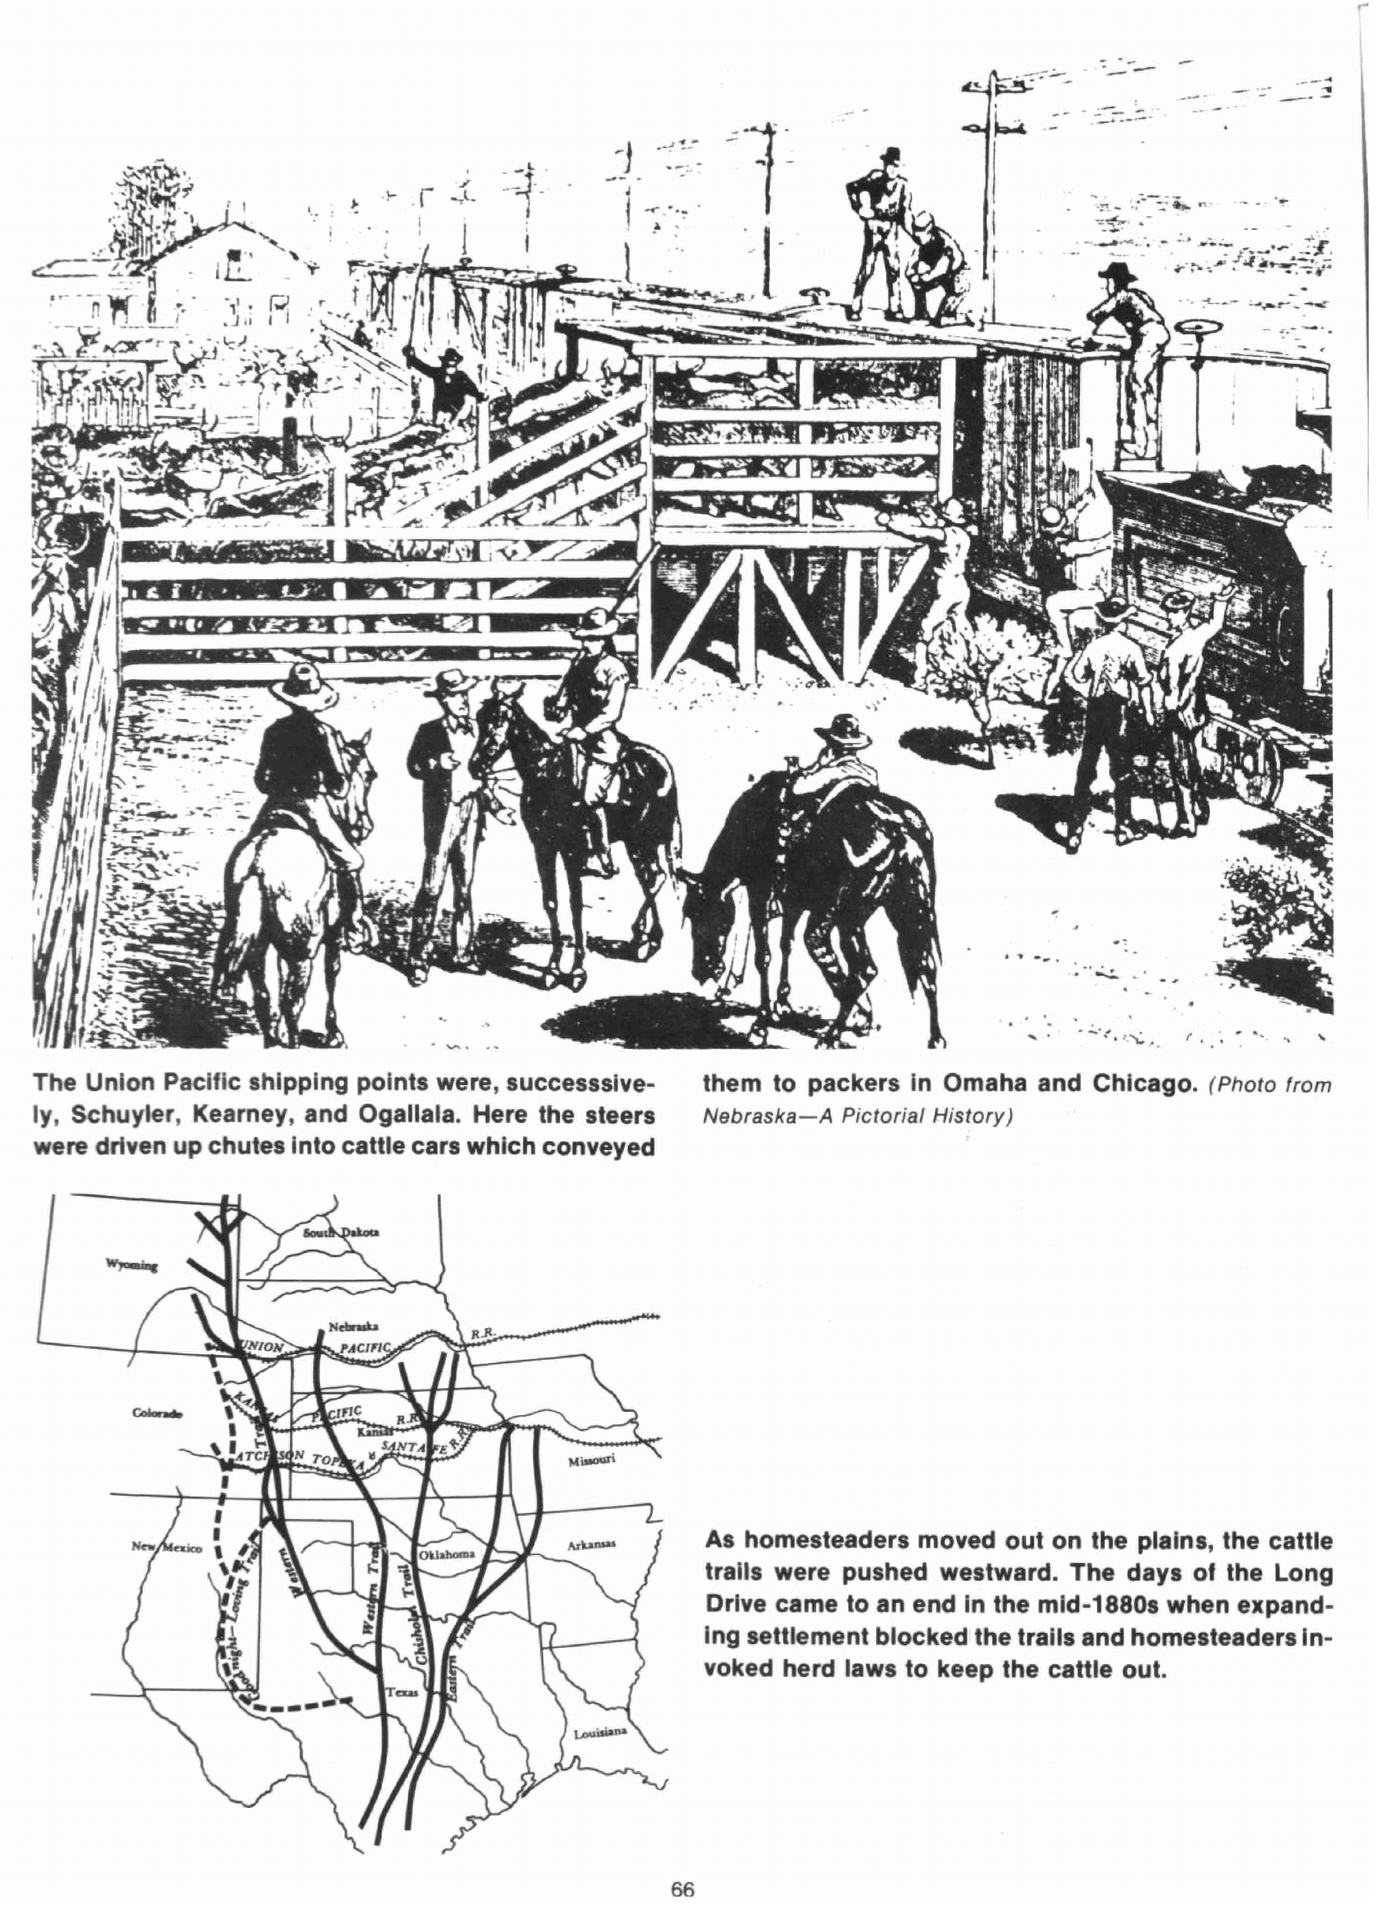 The Union Pacific shipping points were, successsive-
ly, Schuyler, Kearney, and Ogallala. Here the steers
were driven up chutes into cattle cars which conveyed
them to packers in Omaha and Chicago. (Photo from
Nebraska—A Pictorial History)
South Dakota
Wyoming
Nebraska
UNION PACIFIC R.R.
Colorado
KANSAS PACIFIC R.R.
Kansas
Trail
ATCHISON TOPEKA & SANTA FE R.R.
Missouri
New Mexico
Oklahoma
Arkansas
Goodnight-Loving Trail
Western
Western Trail
Chisholm Trail
Eastern Trail
Texas
Louisiana
As homesteaders moved out on the plains, the cattle
trails were pushed westward. The days of the Long
Drive came to an end in the mid-1880s when expand-
ing settlement blocked the trails and homesteaders in-
voked herd laws to keep the cattle out.
66